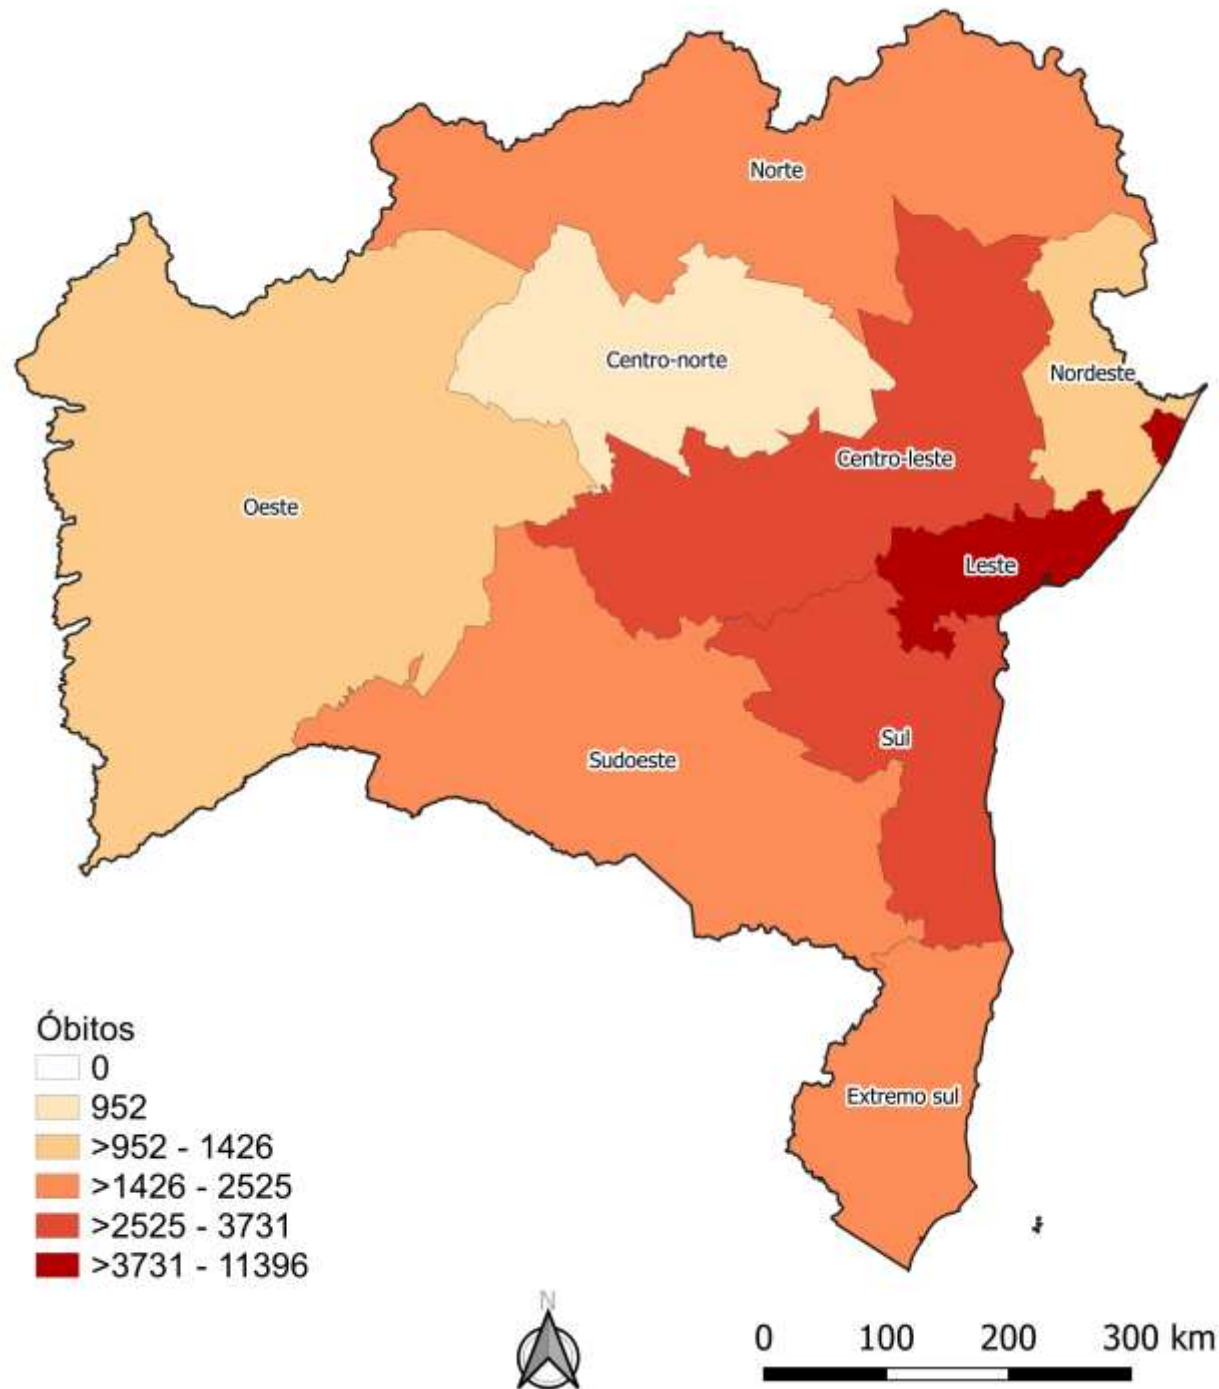 Norte
Centro-norte
Nordeste
Centro-leste
Oeste
Leste
Sul
Sudoeste
Extremo sul
Óbitos
0
952
>952 - 1426
>1426 - 2525
>2525 - 3731
>3731 - 11396
N
0 100 200 300 km